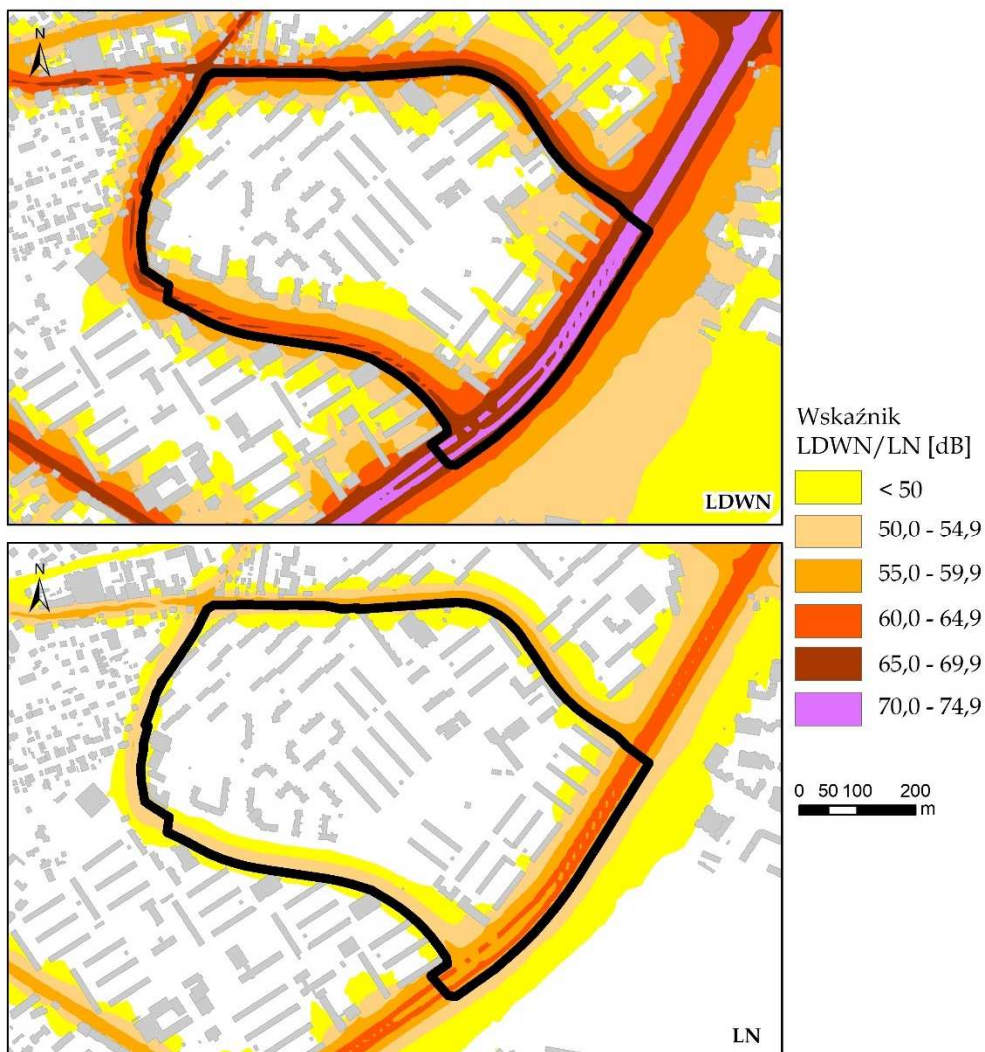 N
LDWN
Wskaźnik
LDWN/LN [dB]
< 50
50,0 - 54,9
55,0 - 59,9
60,0 - 64,9
65,0 - 69,9
70,0 - 74,9
0 50 100 200
m
N
LN